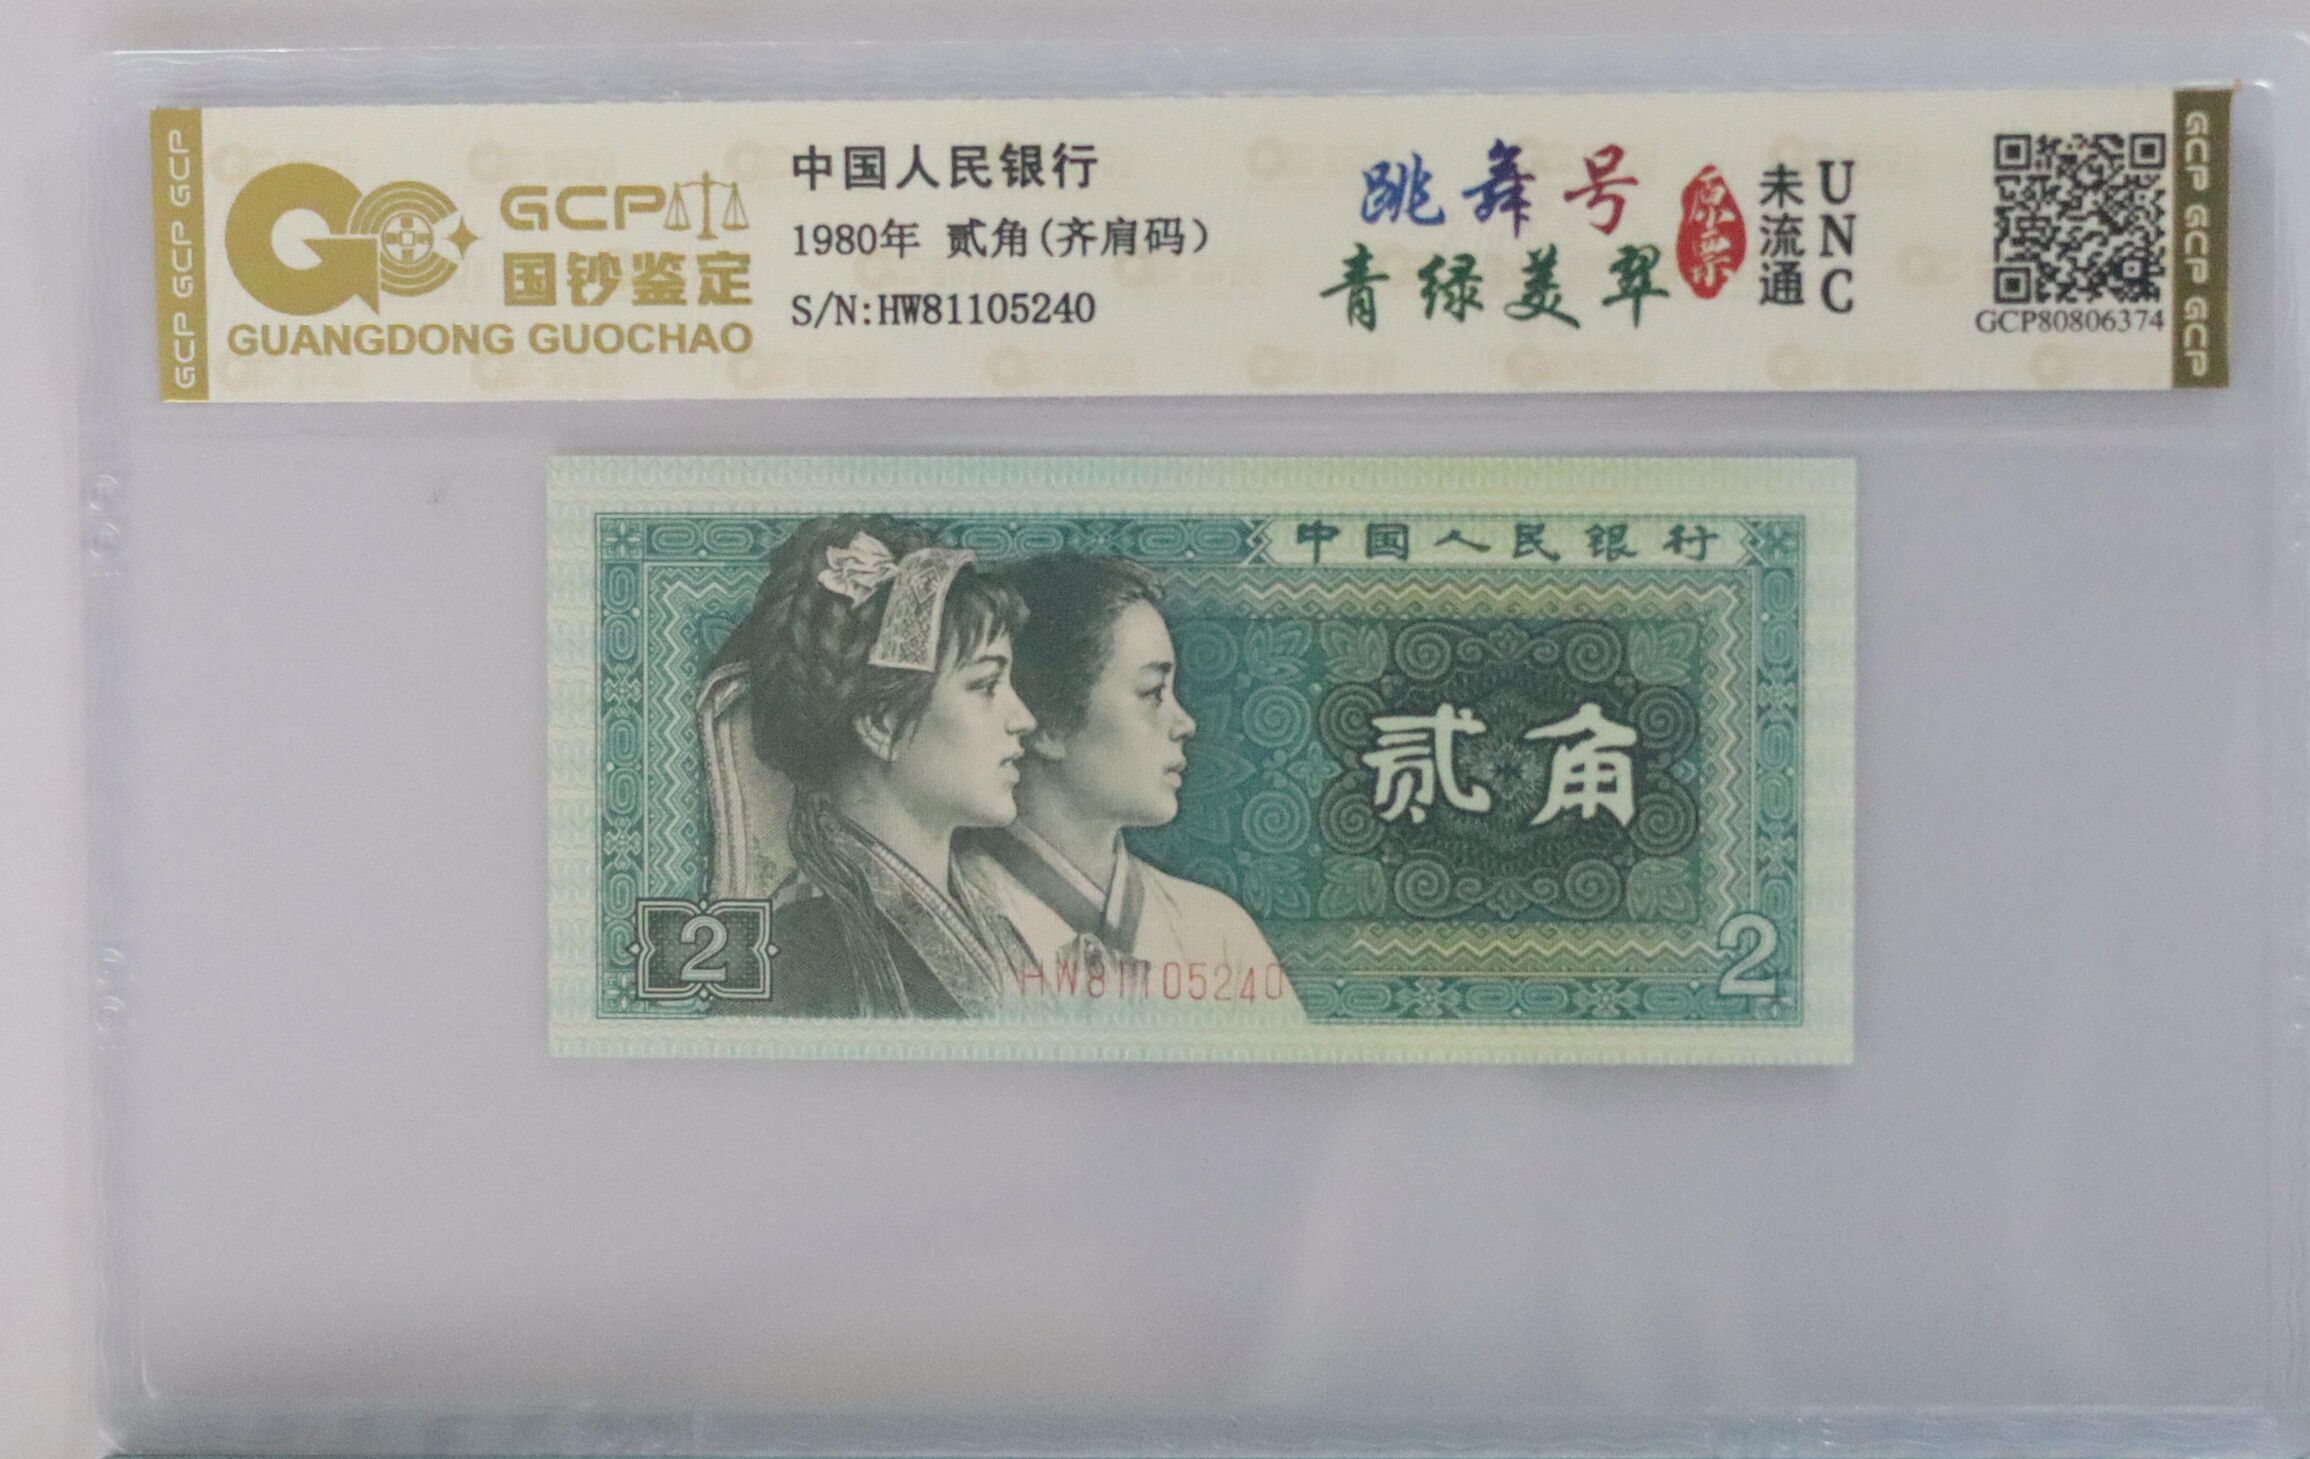 GCP GCP GCP
GCP
国钞鉴定
GUANGDONG GUOCHAO
中国人民银行
1980年 贰角(齐肩码)
S/N:HW81105240
跳舞号
青绿美翠
原票
未流通
UNC
GCP80806374
GCP GCP GCP
中国人民银行
贰角
2
HW81105240
2